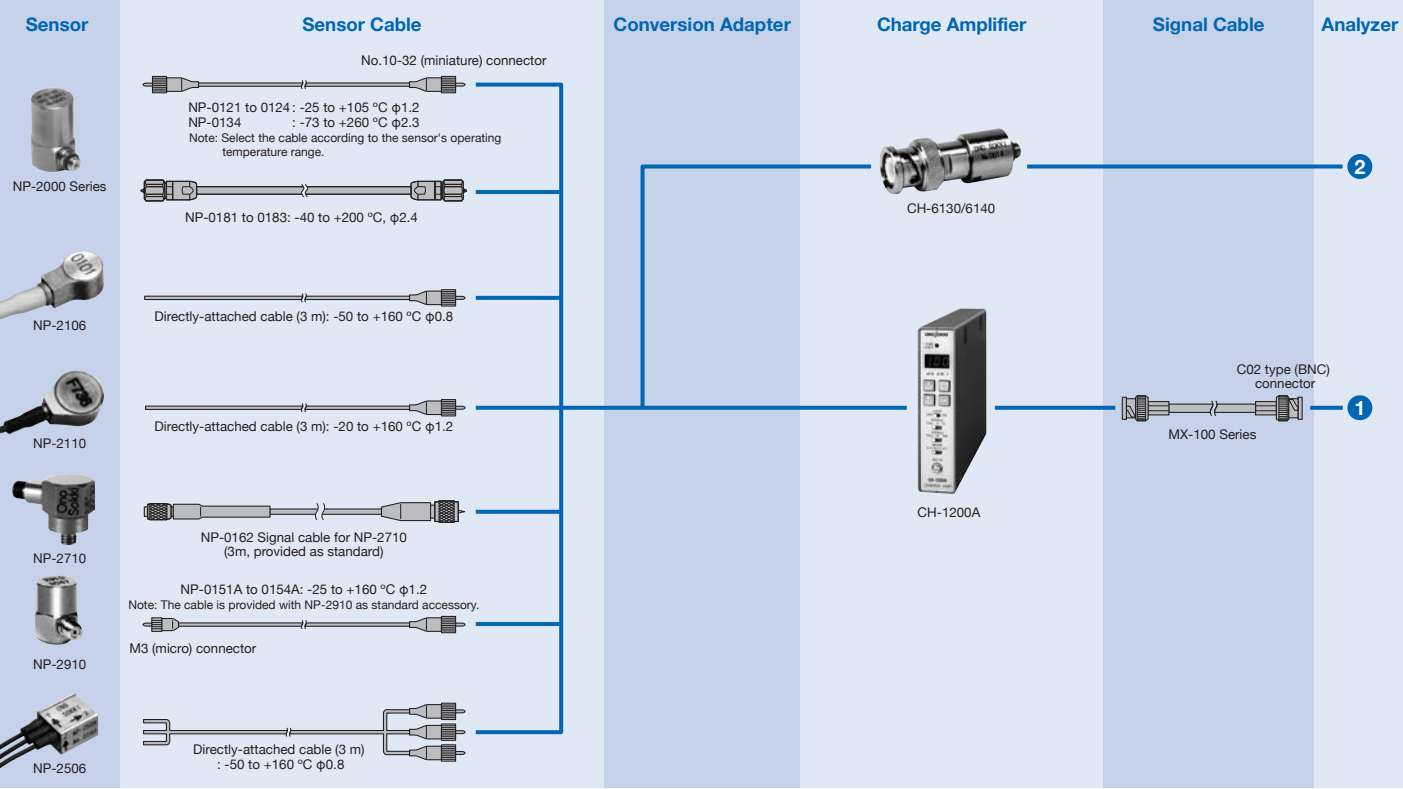 Sensor
Sensor Cable
Conversion Adapter
Charge Amplifier
Signal Cable
Analyzer
No.10-32 (miniature) connector
NP-0121 to 0124 : -25 to +105 ºC φ1.2
NP-0134 : -73 to +260 ºC φ2.3
Note: Select the cable according to the sensor's operating
temperature range.
NP-2000 Series
NP-0181 to 0183: -40 to +200 ºC, φ2.4
CH-6130/6140
2
0101
NP-2106
Directly-attached cable (3 m): -50 to +160 ºC φ0.8
F735
NP-2110
Directly-attached cable (3 m): -20 to +160 ºC φ1.2
CH-1200A
C02 type (BNC)
connector
MX-100 Series
1
Ono
Sokki
NP-2710
NP-0162 Signal cable for NP-2710
(3m, provided as standard)
NP-0151A to 0154A: -25 to +160 ºC φ1.2
Note: The cable is provided with NP-2910 as standard accessory.
M3 (micro) connector
NP-2910
Directly-attached cable (3 m)
: -50 to +160 ºC φ0.8
NP-2506